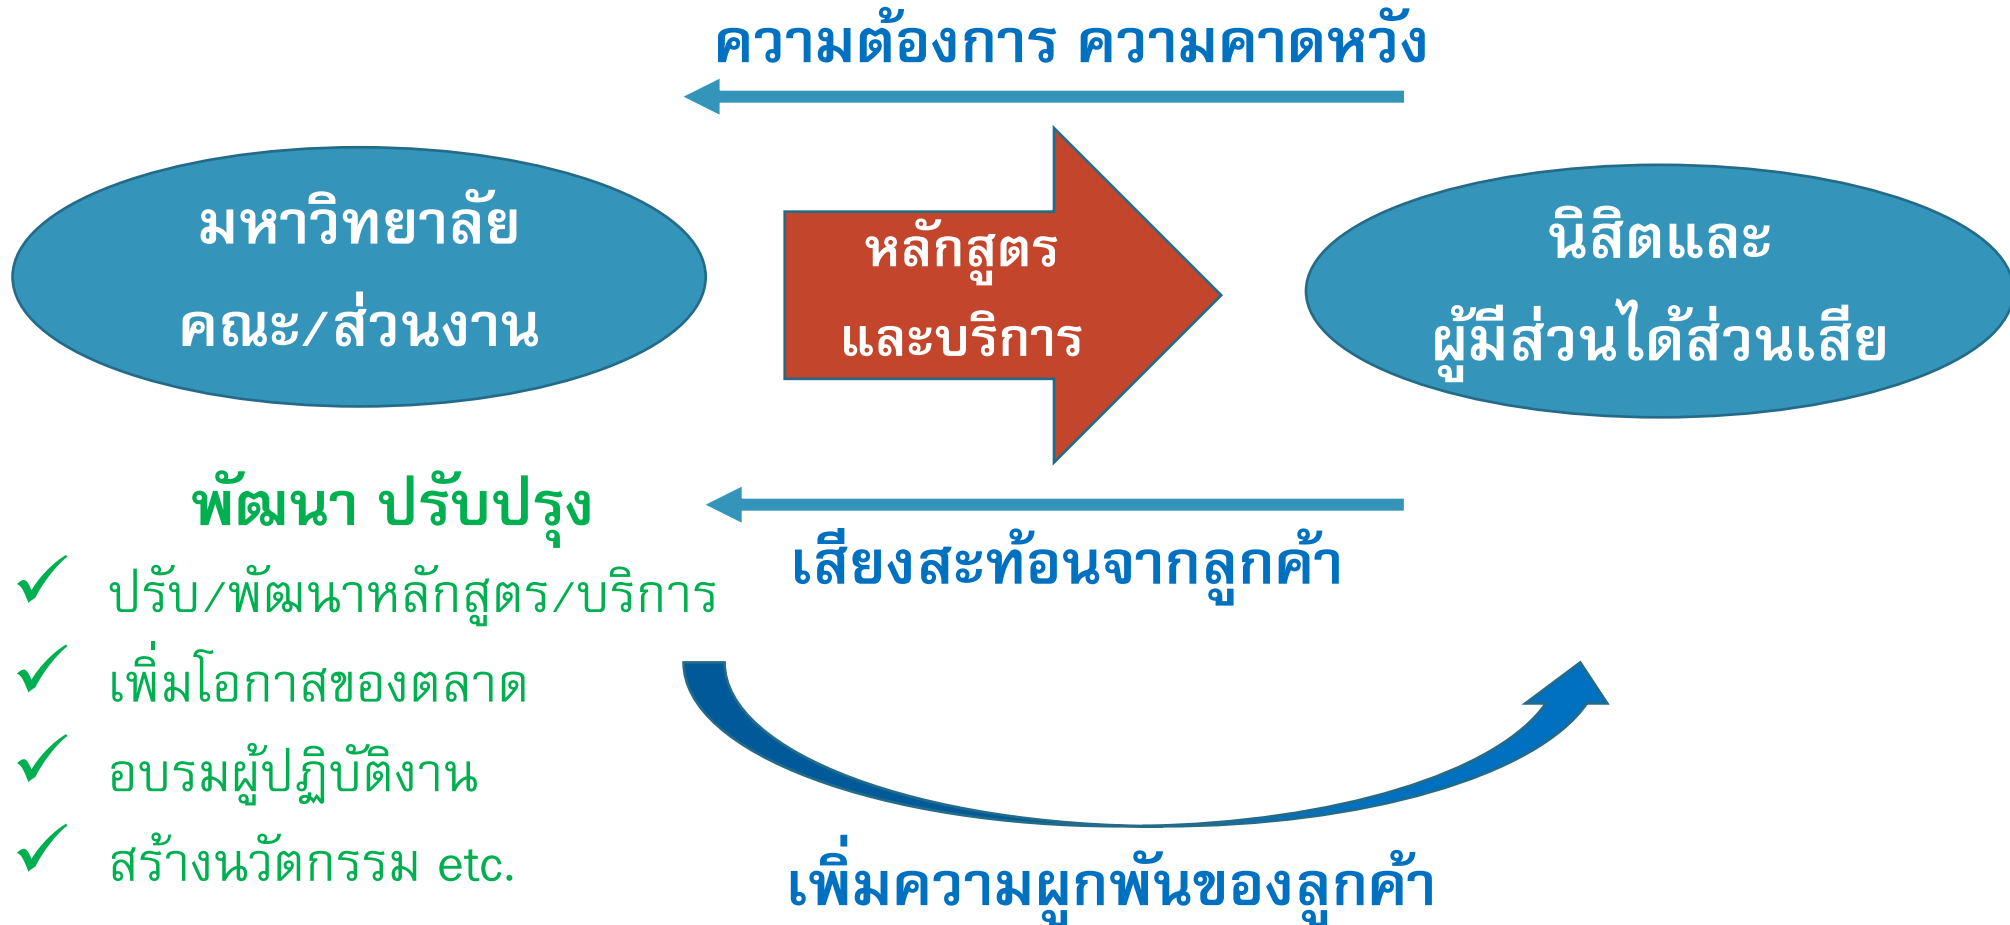 ความต้องการ ความคาดหวัง
มหาวิทยาลัย
คณะ/ส่วนงาน
หลักสูตร
และบริการ
นิสิตและ
ผู้มีส่วนได้ส่วนเสีย
พัฒนา ปรับปรุง
ปรับ/พัฒนาหลักสูตร/บริการ
เพิ่มโอกาสของตลาด
อบรมผู้ปฏิบัติงาน
สร้างนวัตกรรม etc.
เสียงสะท้อนจากลูกค้า
เพิ่มความผูกพันของลูกค้า